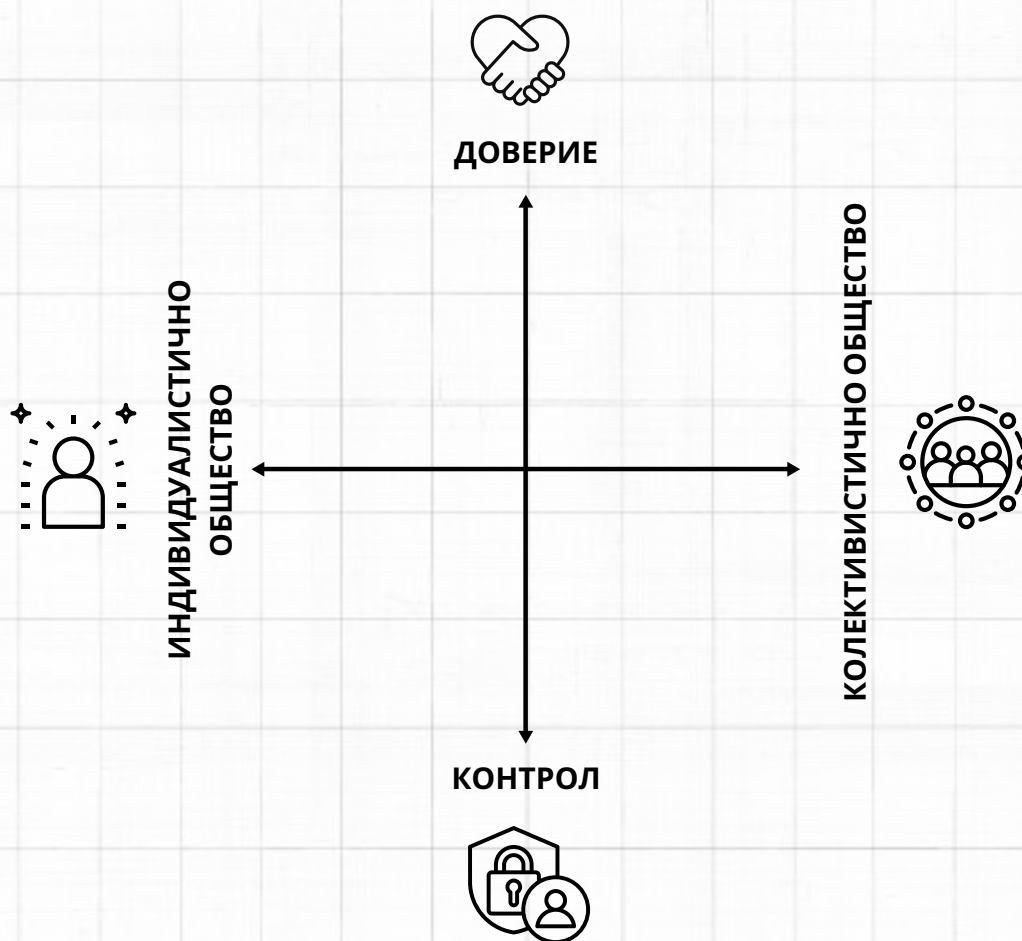 ДОВЕРИЕ
ИНДИВИДУАЛИСТИЧНО
ОБЩЕСТВО
КОЛЕКТИВИСТИЧНО ОБЩЕСТВО
КОНТРОЛ